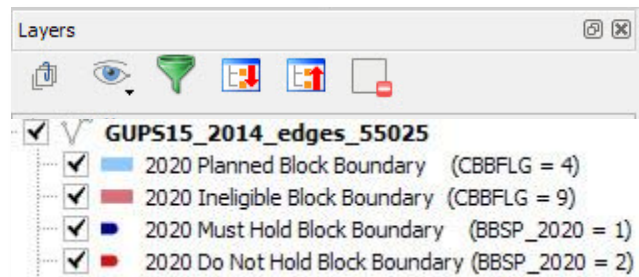 Layers
GUPS15_2014_edges_55025
2020 Planned Block Boundary (CBBFLG = 4)
2020 Ineligible Block Boundary (CBBFLG = 9)
2020 Must Hold Block Boundary (BBSP_2020 = 1)
2020 Do Not Hold Block Boundary (BBSP_2020 = 2)